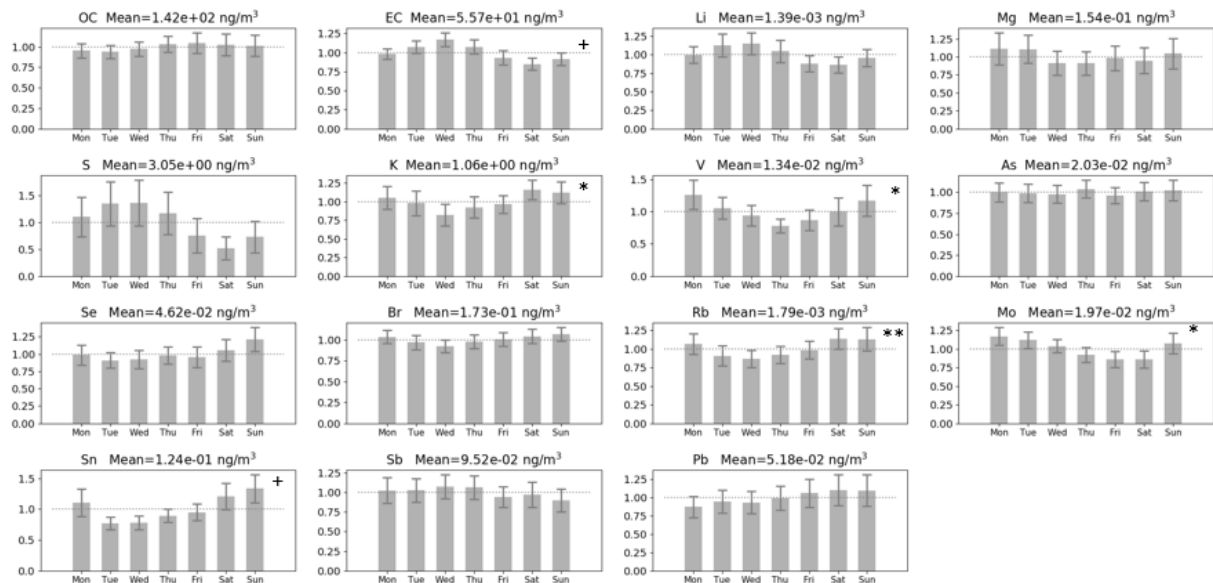 OC Mean=1.42e+02 ng/m³
1.00
0.75
0.50
0.25
0.00
Mon Tue Wed Thu Fri Sat Sun
EC Mean=5.57e+01 ng/m³
+
1.25
1.00
0.75
0.50
0.25
0.00
Mon Tue Wed Thu Fri Sat Sun
Li Mean=1.39e-03 ng/m³
1.25
1.00
0.75
0.50
0.25
0.00
Mon Tue Wed Thu Fri Sat Sun
Mg Mean=1.54e-01 ng/m³
1.25
1.00
0.75
0.50
0.25
0.00
Mon Tue Wed Thu Fri Sat Sun
S Mean=3.05e+00 ng/m³
1.5
1.0
0.5
0.0
Mon Tue Wed Thu Fri Sat Sun
K Mean=1.06e+00 ng/m³
*
1.25
1.00
0.75
0.50
0.25
0.00
Mon Tue Wed Thu Fri Sat Sun
V Mean=1.34e-02 ng/m³
*
1.5
1.0
0.5
0.0
Mon Tue Wed Thu Fri Sat Sun
As Mean=2.03e-02 ng/m³
1.00
0.75
0.50
0.25
0.00
Mon Tue Wed Thu Fri Sat Sun
Se Mean=4.62e-02 ng/m³
1.25
1.00
0.75
0.50
0.25
0.00
Mon Tue Wed Thu Fri Sat Sun
Br Mean=1.73e-01 ng/m³
1.00
0.75
0.50
0.25
0.00
Mon Tue Wed Thu Fri Sat Sun
Rb Mean=1.79e-03 ng/m³
**
1.25
1.00
0.75
0.50
0.25
0.00
Mon Tue Wed Thu Fri Sat Sun
Mo Mean=1.97e-02 ng/m³
*
1.25
1.00
0.75
0.50
0.25
0.00
Mon Tue Wed Thu Fri Sat Sun
Sn Mean=1.24e-01 ng/m³
+
1.5
1.0
0.5
0.0
Mon Tue Wed Thu Fri Sat Sun
Sb Mean=9.52e-02 ng/m³
1.25
1.00
0.75
0.50
0.25
0.00
Mon Tue Wed Thu Fri Sat Sun
Pb Mean=5.18e-02 ng/m³
1.25
1.00
0.75
0.50
0.25
0.00
Mon Tue Wed Thu Fri Sat Sun